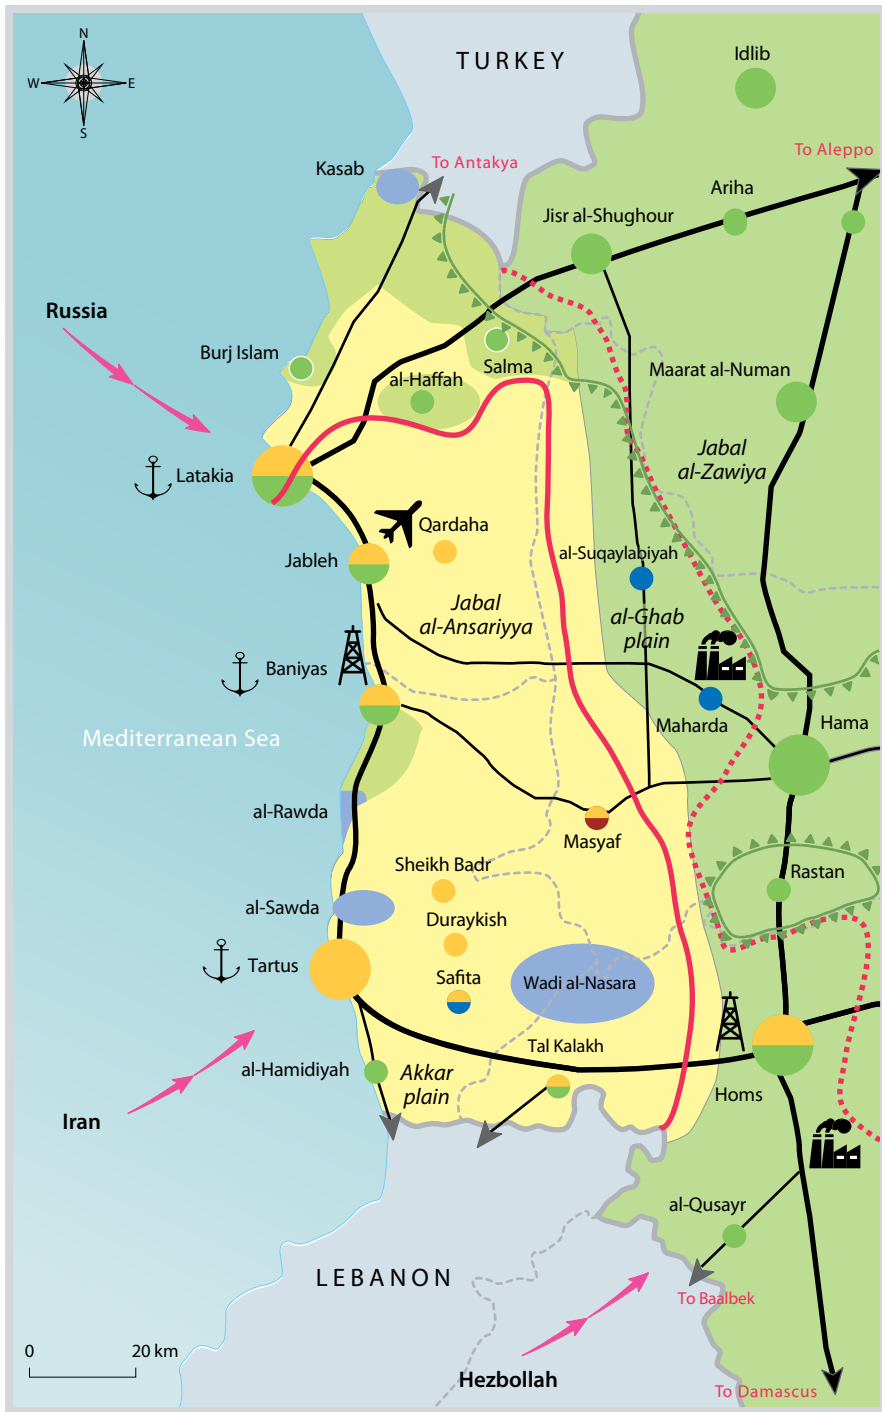 N
W
E
S
TURKEY
Idlib
To Aleppo
To Antakya
Kasab
Ariha
Jisr al-Shughour
Russia
Burj Islam
Salma
al-Haffah
Maarat al-Numan
Jabal
al-Zawiya
Latakia
Qardaha
Jableh
al-Suqaylabiyah
Jabal
al-Ansariyya
al-Ghab
plain
Baniyas
Maharda
Hama
Mediterranean Sea
al-Rawda
Masyaf
Sheikh Badr
Rastan
al-Sawda
Duraykish
Tartus
Safita
Wadi al-Nasara
Tal Kalakh
al-Hamidiyah
Akkar
plain
Homs
Iran
al-Qusayr
LEBANON
To Baalbek
0
20 km
Hezbollah
To Damascus